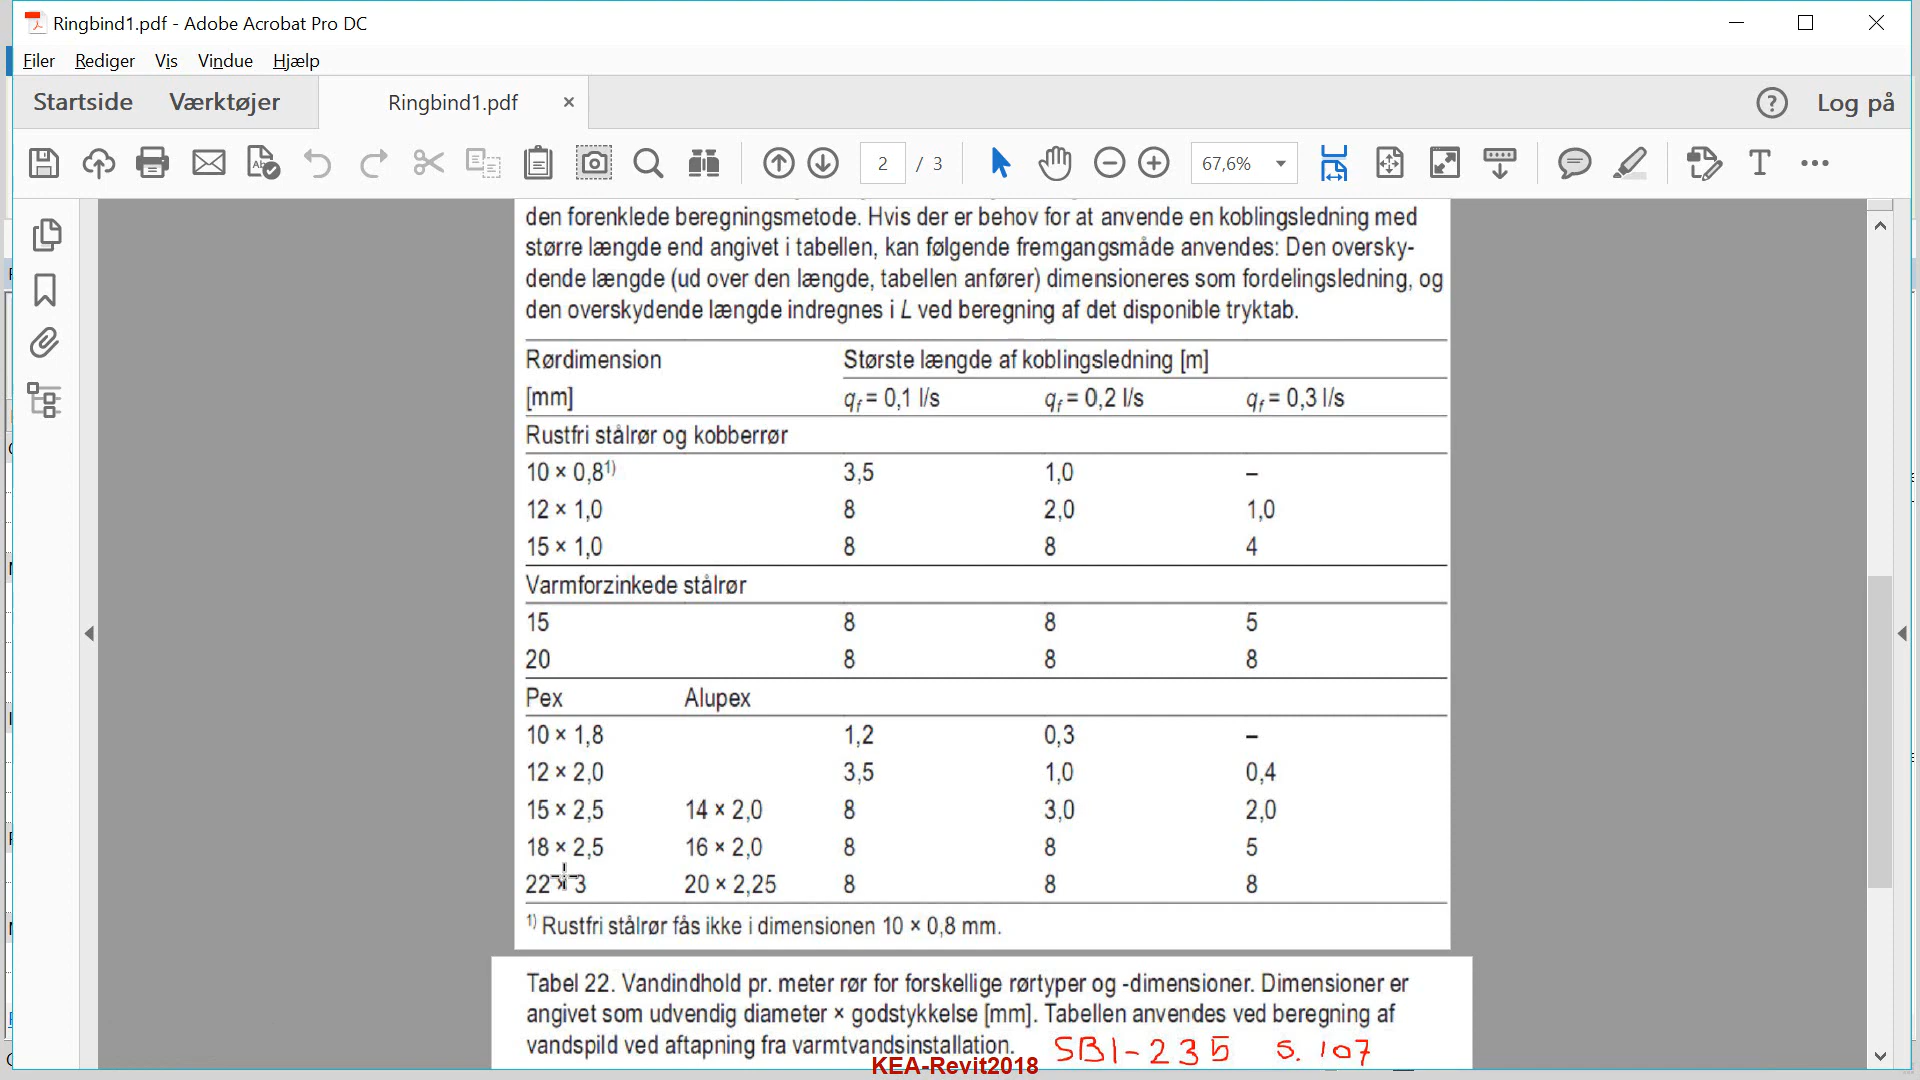 Ringbind1.pdf - Adobe Acrobat Pro DC
Filer Rediger Vis Vindue Hjælp
Startside Værktøjer Ringbind1.pdf × Log på
2 / 3 67,6%
den forenklede beregningsmetode. Hvis der er behov for at anvende en koblingsledning med
større længde end angivet i tabellen, kan følgende fremgangsmåde anvendes: Den oversky-
dende længde (ud over den længde, tabellen anfører) dimensioneres som fordelingsledning, og
den overskydende længde indregnes i L ved beregning af det disponible tryktab.
Rørdimension Største længde af koblingsledning [m]
[mm] qf = 0,1 l/s qf = 0,2 l/s qf = 0,3 l/s
Rustfri stålrør og kobberrør
10 × 0,8¹⁾ 3,5 1,0 –
12 × 1,0 8 2,0 1,0
15 × 1,0 8 8 4
Varmforzinkede stålrør
15 8 8 5
20 8 8 8
Pex Alupex
10 × 1,8 1,2 0,3 –
12 × 2,0 3,5 1,0 0,4
15 × 2,5 14 × 2,0 8 3,0 2,0
18 × 2,5 16 × 2,0 8 8 5
22 × 3 20 × 2,25 8 8 8
¹⁾ Rustfri stålrør fås ikke i dimensionen 10 × 0,8 mm.
Tabel 22. Vandindhold pr. meter rør for forskellige rørtyper og -dimensioner. Dimensioner er
angivet som udvendig diameter × godstykkelse [mm]. Tabellen anvendes ved beregning af
vandspild ved aftapning fra varmtvandsinstallation. SBI-235 s. 107
KEA-Revit2018